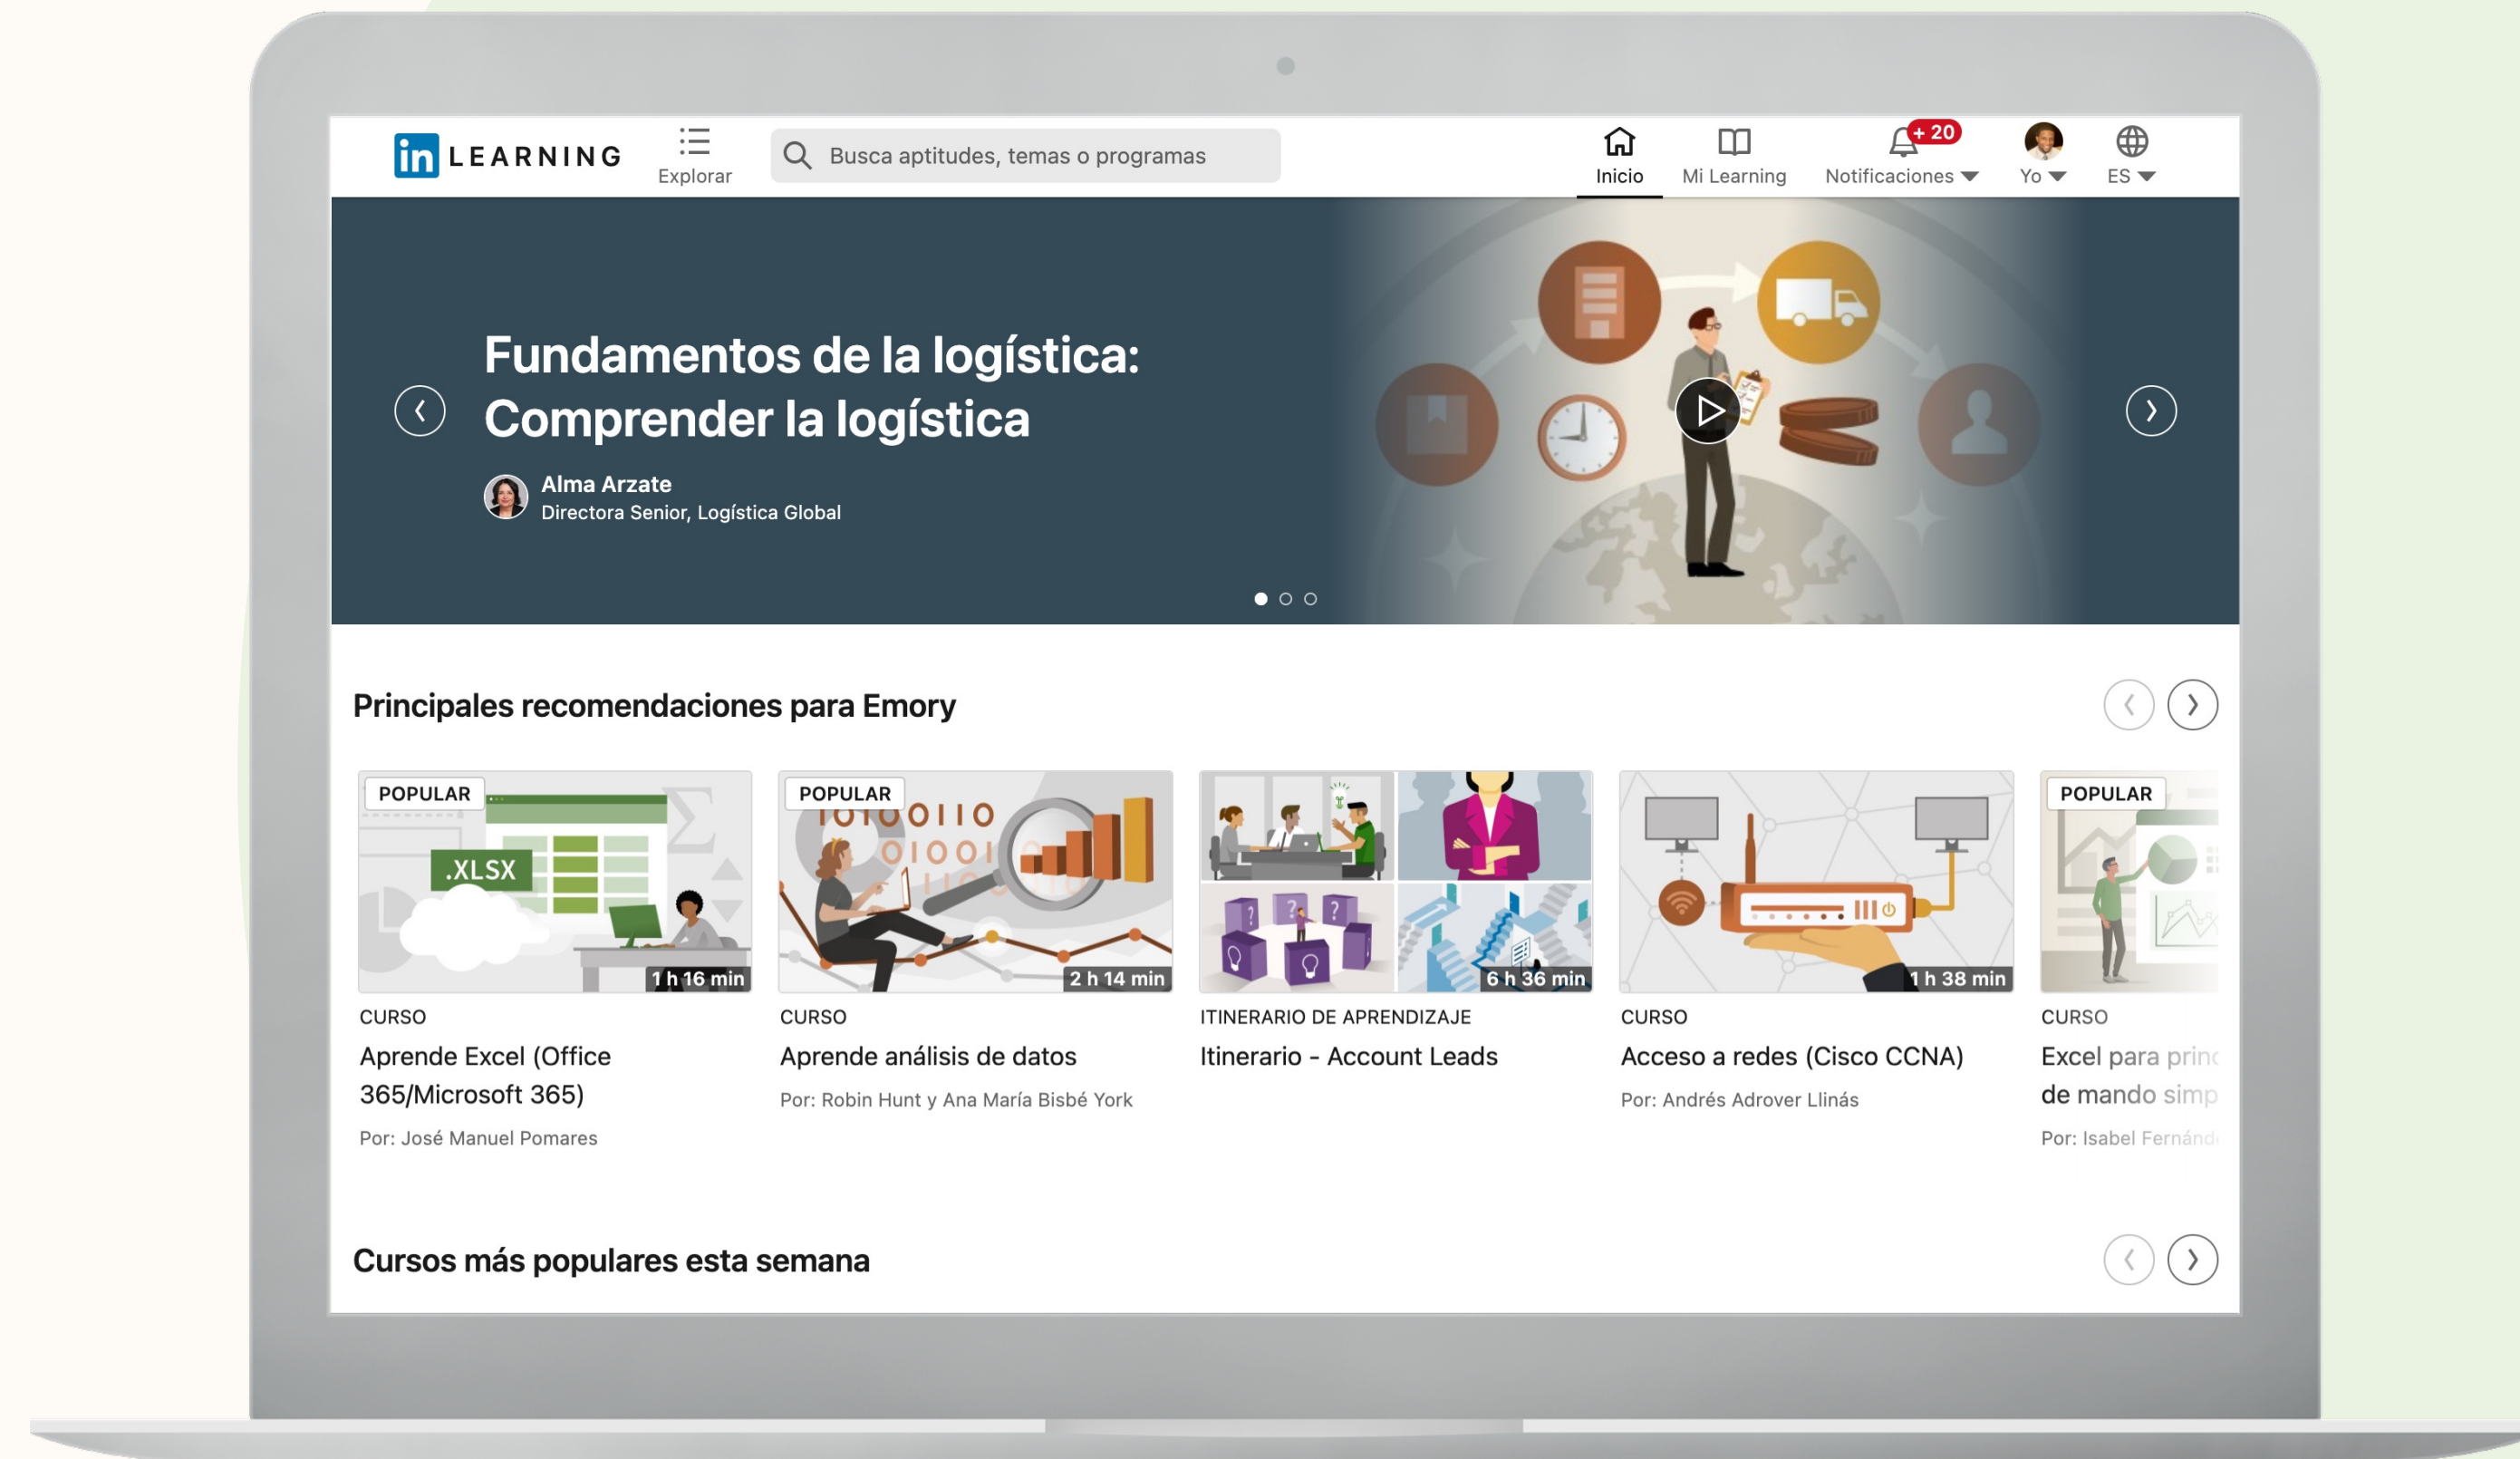 in LEARNING
Explorar
Busca aptitudes, temas o programas
Inicio
Mi Learning
+ 20
Notificaciones
Yo
ES
Fundamentos de la logística:
Comprender la logística
Alma Arzate
Directora Senior, Logística Global
Principales recomendaciones para Emory
POPULAR
.XLSX
1 h 16 min
CURSO
Aprende Excel (Office
365/Microsoft 365)
Por: José Manuel Pomares
POPULAR
2 h 14 min
CURSO
Aprende análisis de datos
Por: Robin Hunt y Ana María Bisbé York
6 h 36 min
ITINERARIO DE APRENDIZAJE
Itinerario - Account Leads
1 h 38 min
CURSO
Acceso a redes (Cisco CCNA)
Por: Andrés Adrover Llinás
POPULAR
CURSO
Excel para
de mando
Por: Isabel
Cursos más populares esta semana